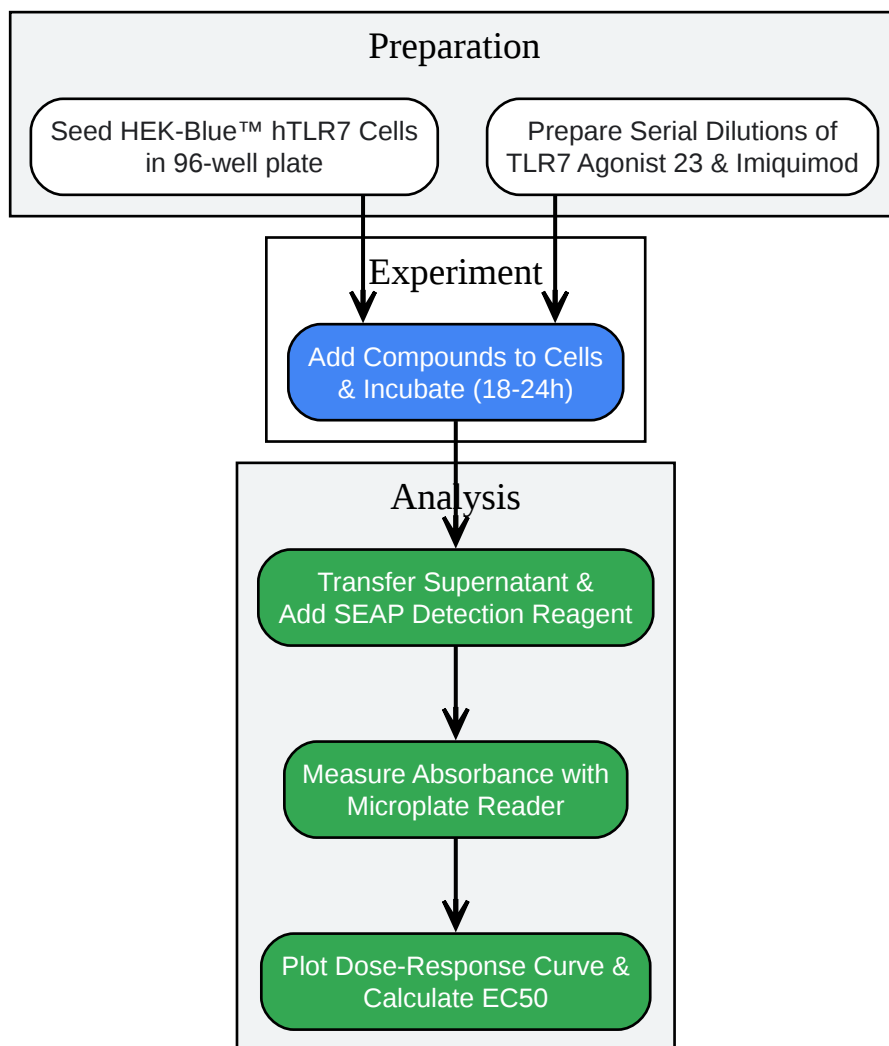 Preparation
Seed HEK-Blue™ hTLR7 Cells
in 96-well plate
Prepare Serial Dilutions of
TLR7 Agonist 23 & Imiquimod
Experiment
Add Compounds to Cells
& Incubate (18-24h)
Analysis
Transfer Supernatant &
Add SEAP Detection Reagent
Measure Absorbance with
Microplate Reader
Plot Dose-Response Curve &
Calculate EC50